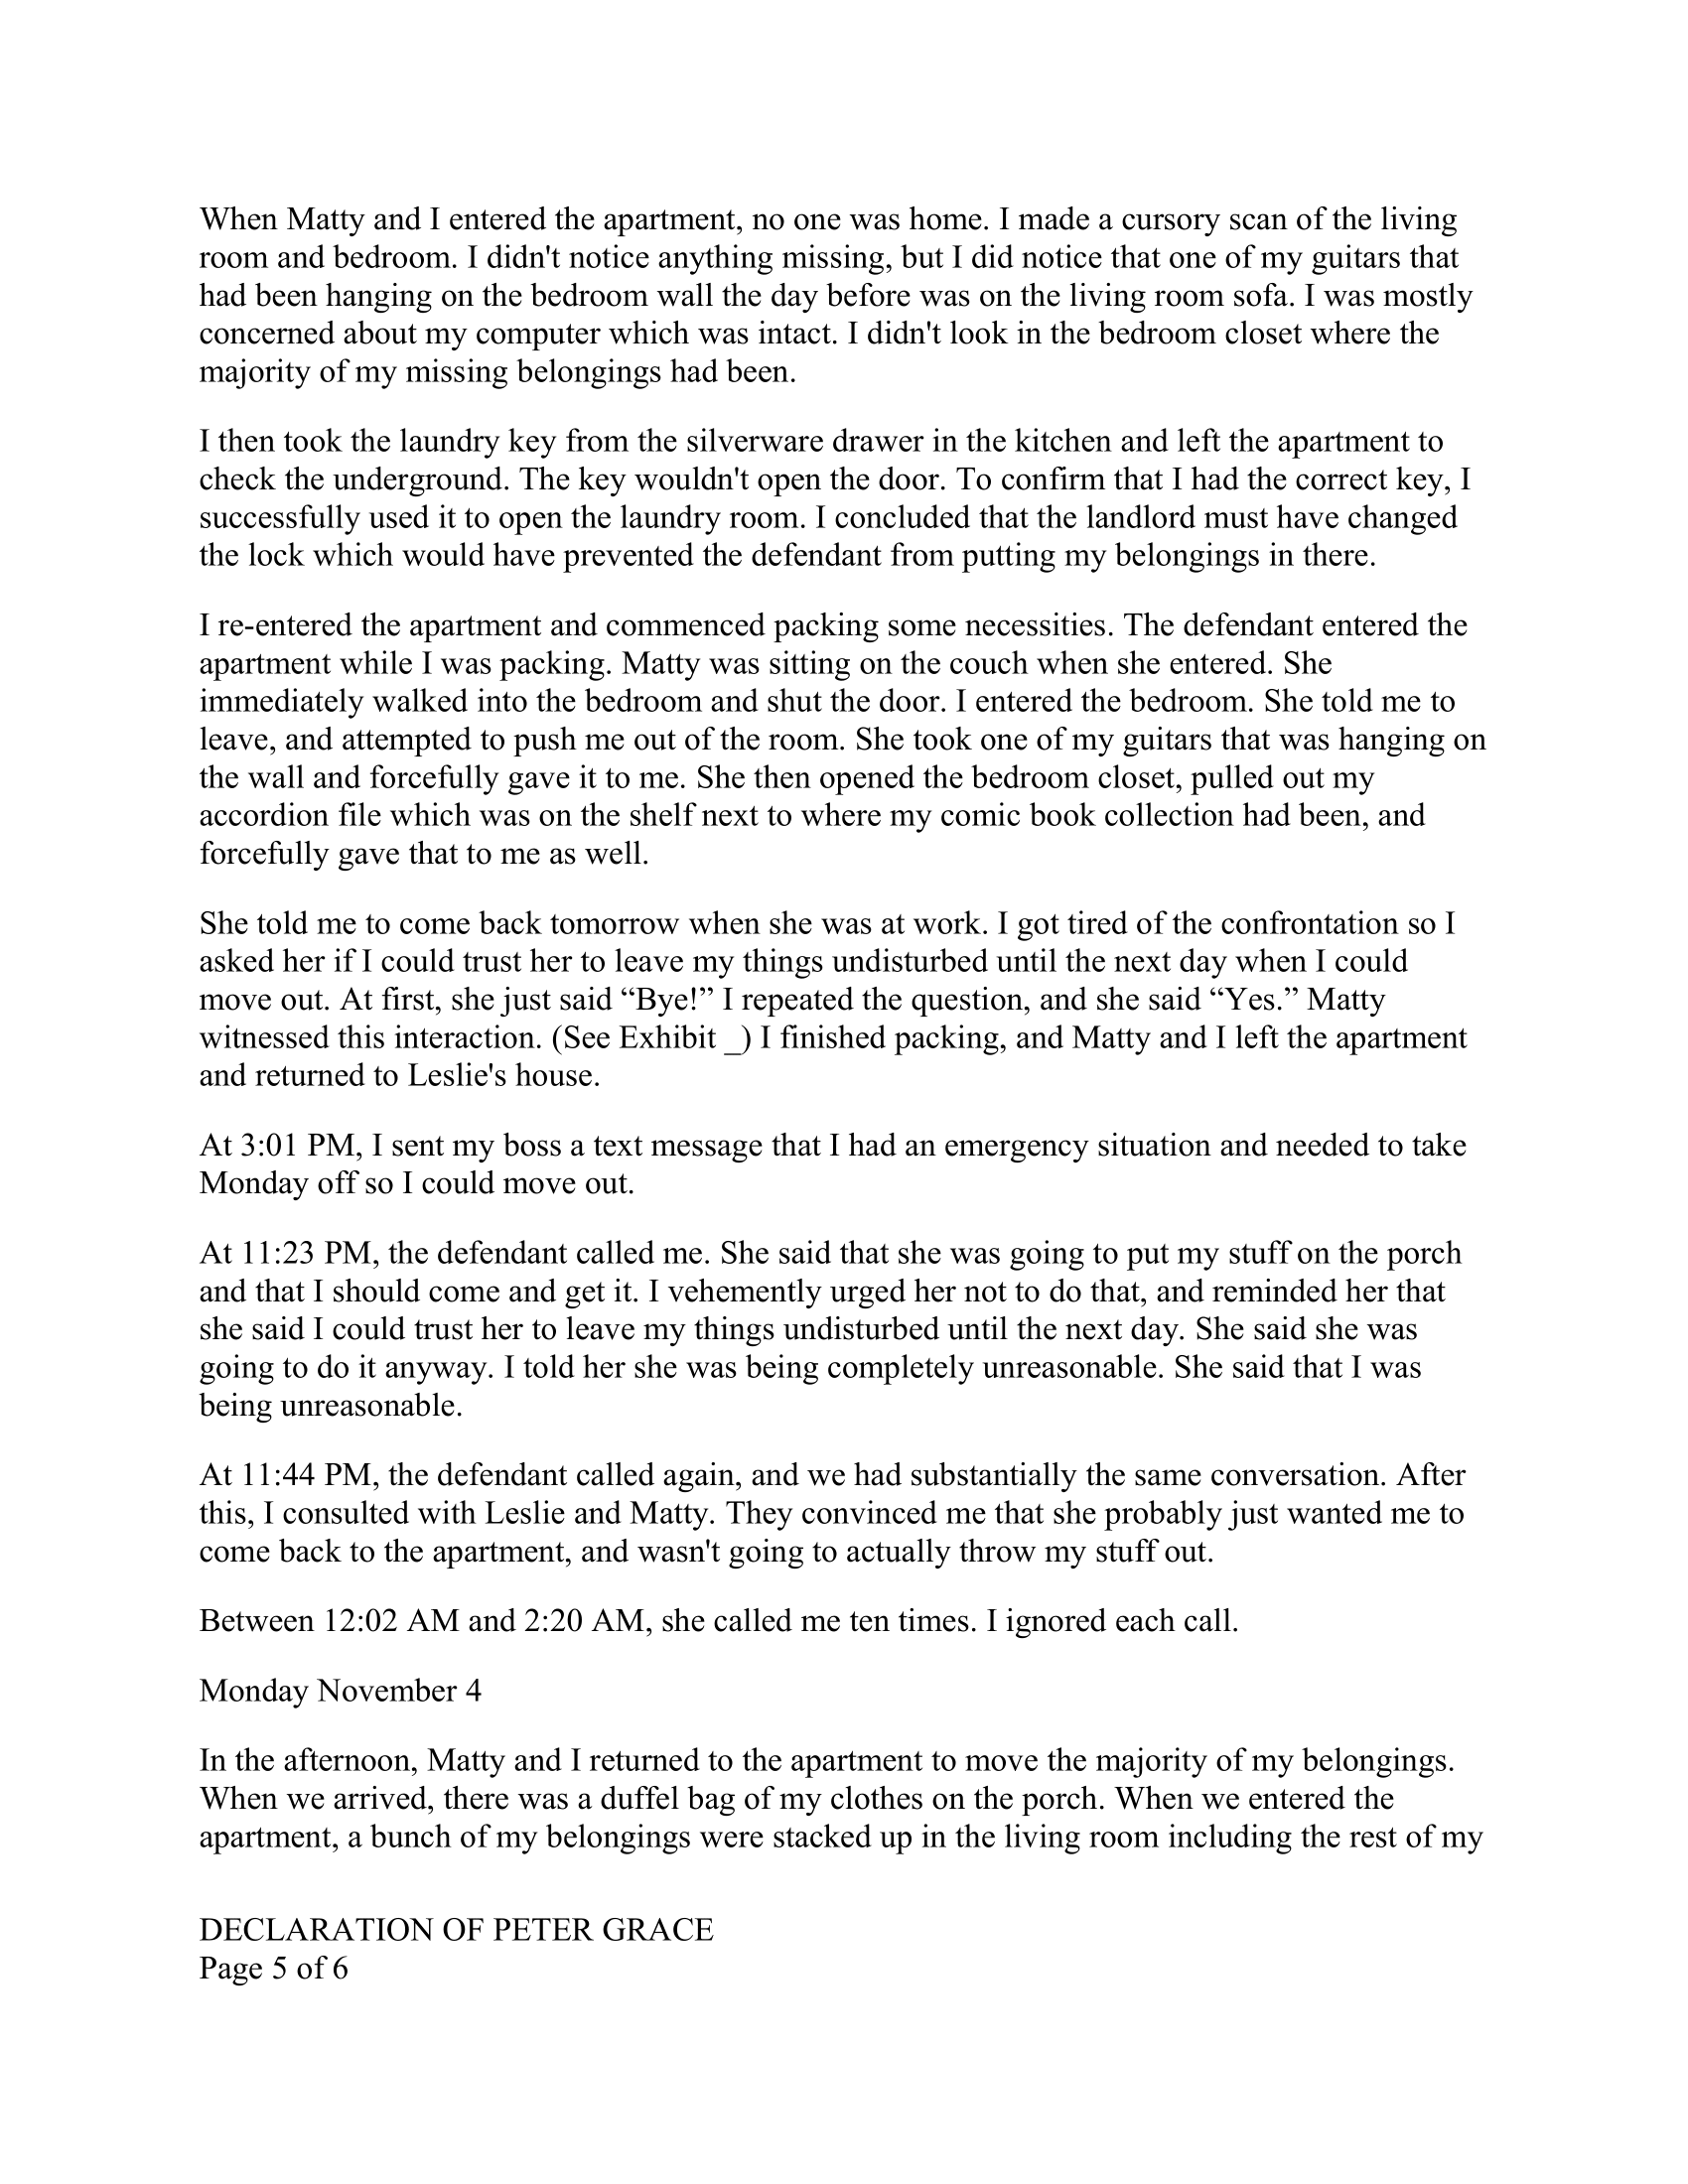 When Matty and I entered the apartment, no one was home. I made a cursory scan of the living
room and bedroom. I didn't notice anything missing, but I did notice that one of my guitars that
had been hanging on the bedroom wall the day before was on the living room sofa. I was mostly
concerned about my computer which was intact. I didn't look in the bedroom closet where the
majority of my missing belongings had been.
I then took the laundry key from the silverware drawer in the kitchen and left the apartment to
check the underground. The key wouldn't open the door. To confirm that I had the correct key, I
successfully used it to open the laundry room. I concluded that the landlord must have changed
the lock which would have prevented the defendant from putting my belongings in there.
I re-entered the apartment and commenced packing some necessities. The defendant entered the
apartment while I was packing. Matty was sitting on the couch when she entered. She
immediately walked into the bedroom and shut the door. I entered the bedroom. She told me to
leave, and attempted to push me out of the room. She took one of my guitars that was hanging on
the wall and forcefully gave it to me. She then opened the bedroom closet, pulled out my
accordion file which was on the shelf next to where my comic book collection had been, and
forcefully gave that to me as well.
She told me to come back tomorrow when she was at work. I got tired of the confrontation so I
asked her if I could trust her to leave my things undisturbed until the next day when I could
move out. At first, she just said “Bye!” I repeated the question, and she said “Yes.” Matty
witnessed this interaction. (See Exhibit _) I finished packing, and Matty and I left the apartment
and returned to Leslie's house.
At 3:01 PM, I sent my boss a text message that I had an emergency situation and needed to take
Monday off so I could move out.
At 11:23 PM, the defendant called me. She said that she was going to put my stuff on the porch
and that I should come and get it. I vehemently urged her not to do that, and reminded her that
she said I could trust her to leave my things undisturbed until the next day. She said she was
going to do it anyway. I told her she was being completely unreasonable. She said that I was
being unreasonable.
At 11:44 PM, the defendant called again, and we had substantially the same conversation. After
this, I consulted with Leslie and Matty. They convinced me that she probably just wanted me to
come back to the apartment, and wasn't going to actually throw my stuff out.
Between 12:02 AM and 2:20 AM, she called me ten times. I ignored each call.
Monday November 4
In the afternoon, Matty and I returned to the apartment to move the majority of my belongings.
When we arrived, there was a duffel bag of my clothes on the porch. When we entered the
apartment, a bunch of my belongings were stacked up in the living room including the rest of my
DECLARATION OF PETER GRACE
Page 5 of 6